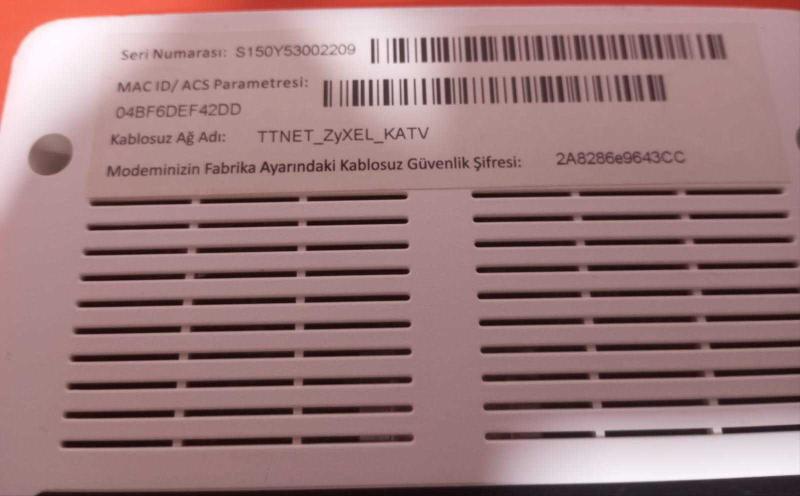 Seri Numarası: S150Y53002209
MAC ID/ ACS Parametresi:
04BF6DEF42DD
Kablosuz Ağ Adı: TTNET_ZyXEL_KATV
Modeminizin Fabrika Ayarındaki Kablosuz Güvenlik Şifresi: 2A8286e9643CC